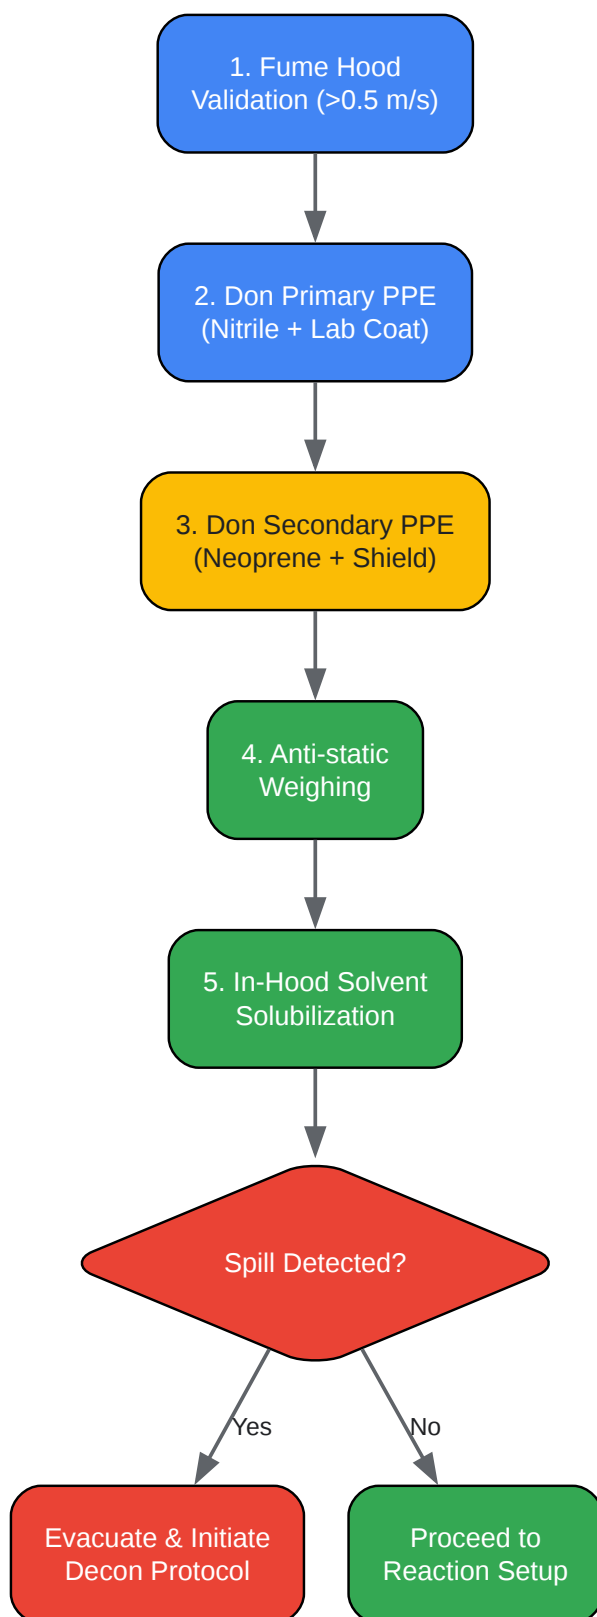 1. Fume Hood
Validation (>0.5 m/s)
2. Don Primary PPE
(Nitrile + Lab Coat)
3. Don Secondary PPE
(Neoprene + Shield)
4. Anti-static
Weighing
5. In-Hood Solvent
Solubilization
Spill Detected?
Yes
No
Evacuate & Initiate
Decon Protocol
Proceed to
Reaction Setup